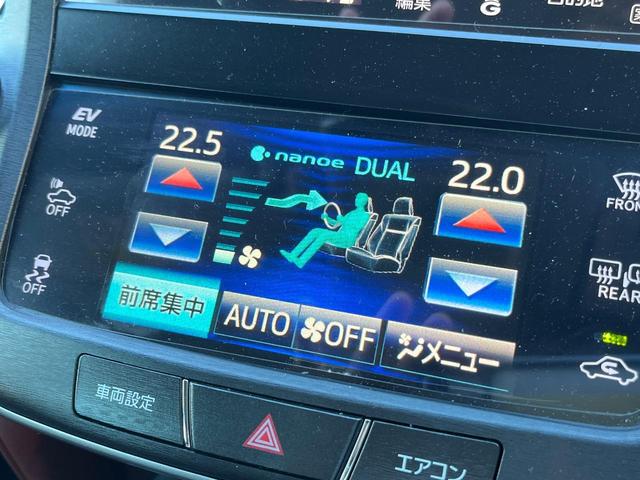 編集
G
EV
MODE
22.5
nanoe DUAL
22.0
OFF
OFF
前席集中
AUTO
OFF
メニュー
FRON
REAR
車両設定
エアコン